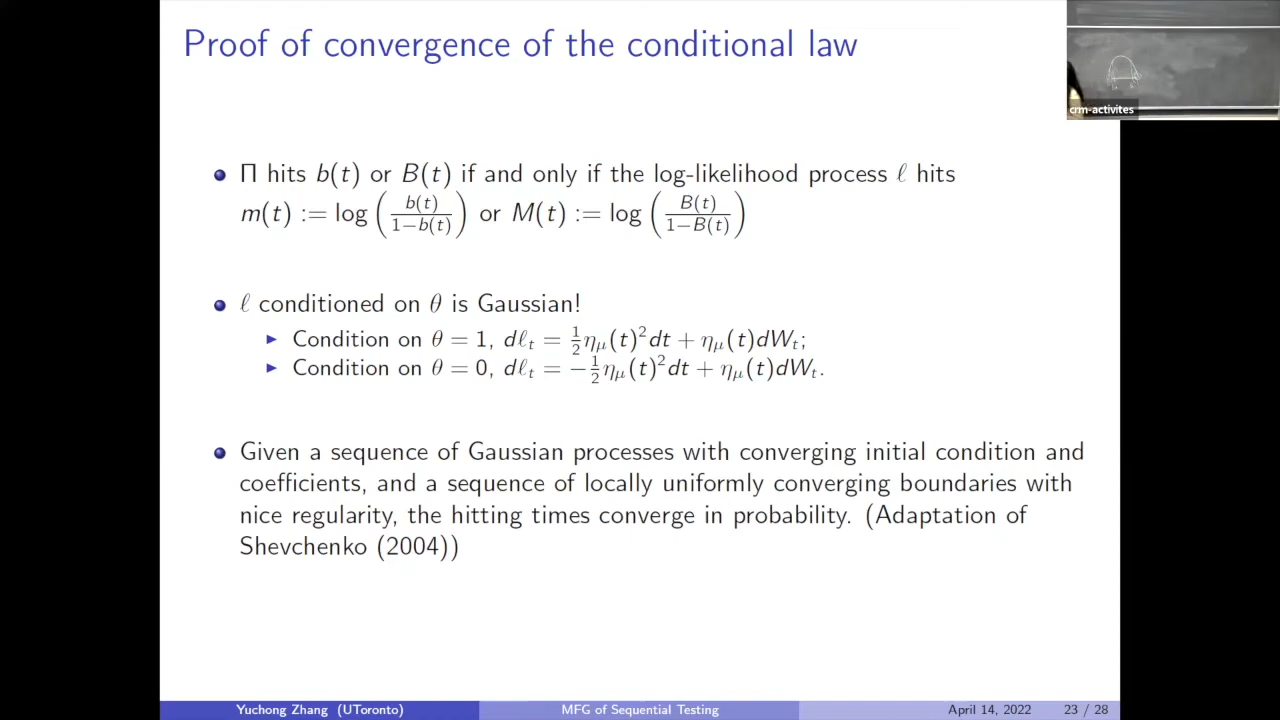 Proof of convergence of the conditional law
crm-activites
Π hits b(t) or B(t) if and only if the log-likelihood process ℓ hits
m(t) := log (b(t)/(1−b(t))) or M(t) := log (B(t)/(1−B(t)))
ℓ conditioned on θ is Gaussian!
Condition on θ = 1, dℓₜ = ½η_μ(t)²dt + η_μ(t)dWₜ;
Condition on θ = 0, dℓₜ = −½η_μ(t)²dt + η_μ(t)dWₜ.
Given a sequence of Gaussian processes with converging initial condition and
coefficients, and a sequence of locally uniformly converging boundaries with
nice regularity, the hitting times converge in probability. (Adaptation of
Shevchenko (2004))
Yuchong Zhang (UToronto) MFG of Sequential Testing April 14, 2022 23 / 28